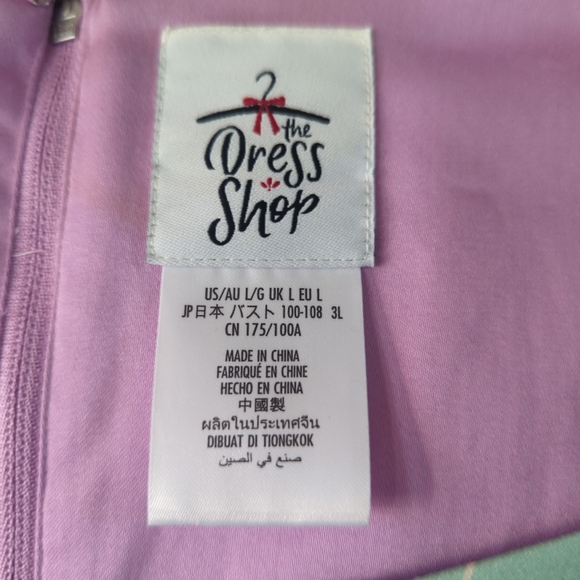 the
Dress
Shop
US/AU L/G UK L EU L
JP日本 バスト 100-108 3L
CN 175/100A
MADE IN CHINA
FABRIQUÉ EN CHINE
HECHO EN CHINA
中國製
ผลิตในประเทศจีน
DIBUAT DI TIONGKOK
صنع في الصين